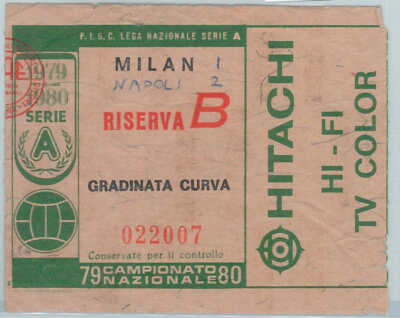 F.I.G.C. LEGA NAZIONALE SERIE A
1979
1980
SERIE
A
MILAN 1
NAPOLI 2
RISERVA B
GRADINATA CURVA
022007
Conservate per il controllo
79 CAMPIONATO NAZIONALE 80
HITACHI
HI - FI
TV COLOR